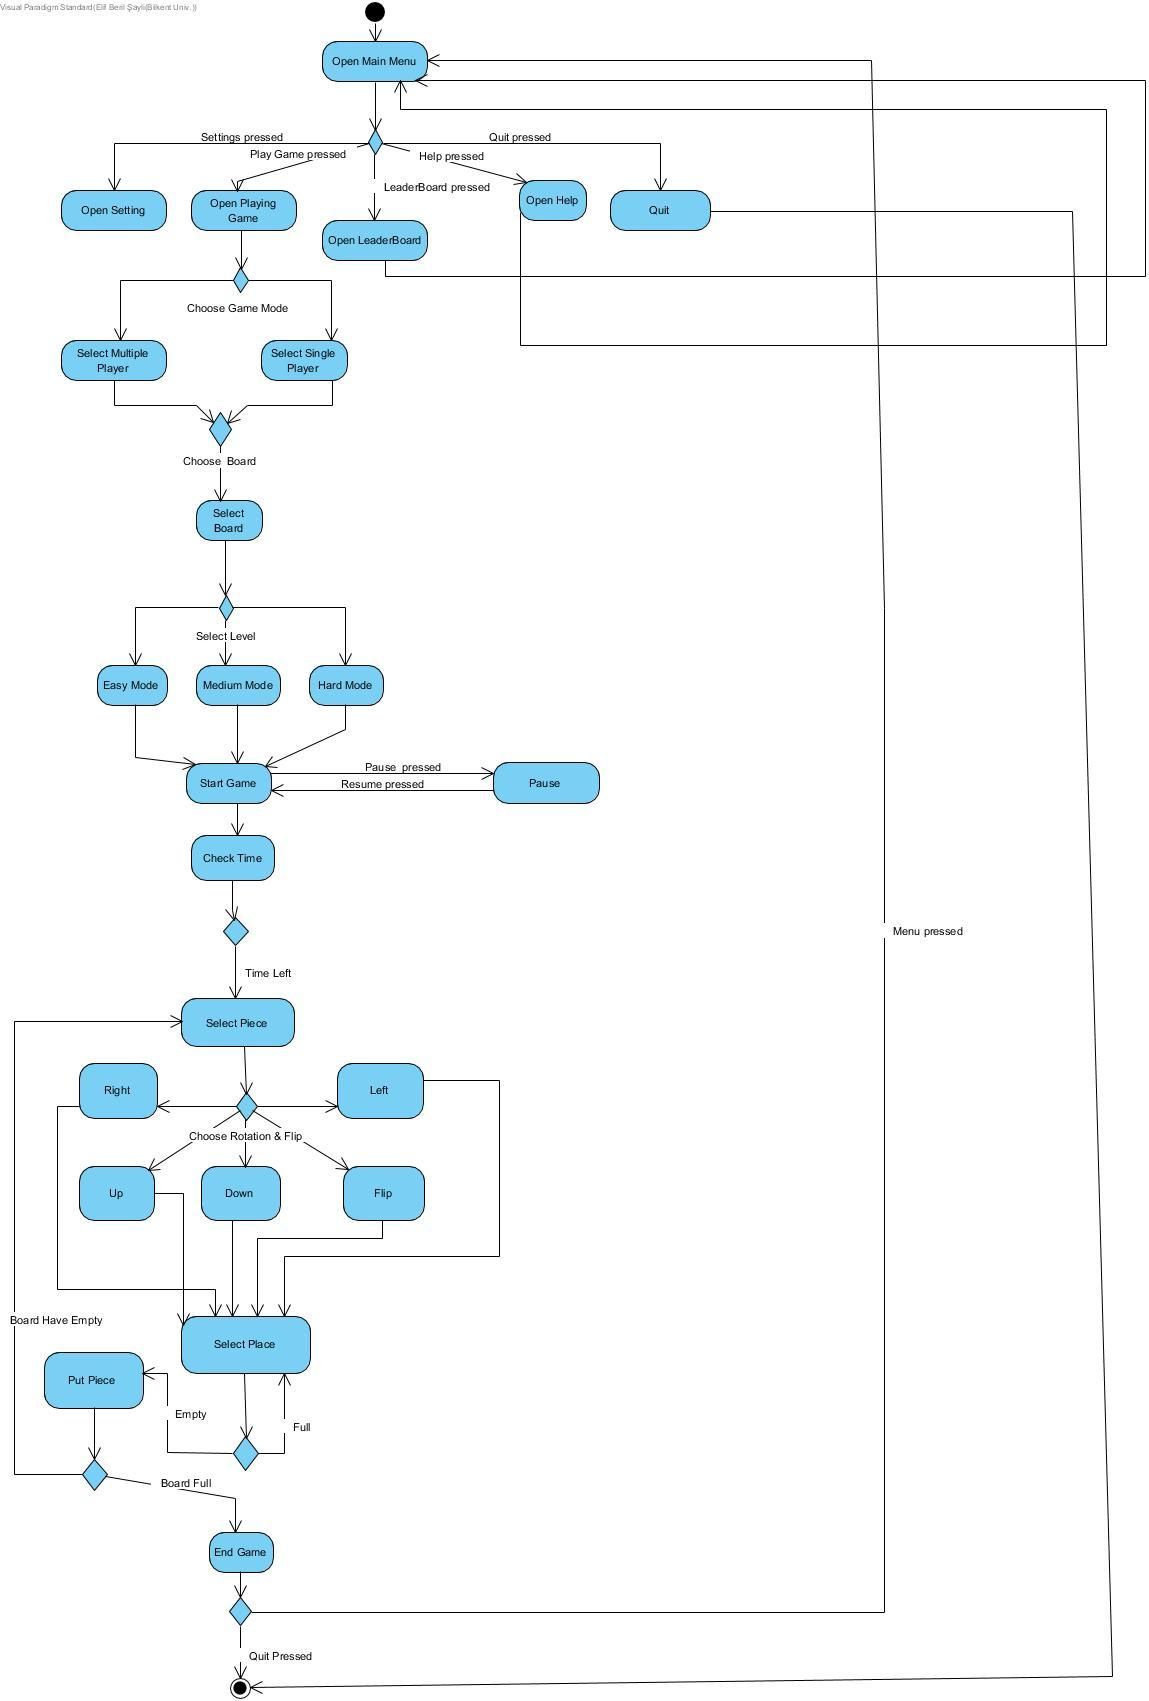 Visual Paradigm Standard(Elif Beril Şayli(Bilkent Univ.))
Open Main Menu
Settings pressed
Quit pressed
Play Game pressed
Help pressed
LeaderBoard pressed
Open Setting
Open Playing
Game
Open Help
Quit
Open LeaderBoard
Choose Game Mode
Select Multiple
Player
Select Single
Player
Choose Board
Select
Board
Select Level
Easy Mode
Medium Mode
Hard Mode
Pause pressed
Start Game
Resume pressed
Pause
Check Time
Menu pressed
Time Left
Select Piece
Right
Left
Choose Rotation & Flip
Up
Down
Flip
Board Have Empty
Select Place
Put Piece
Empty
Full
Board Full
End Game
Quit Pressed